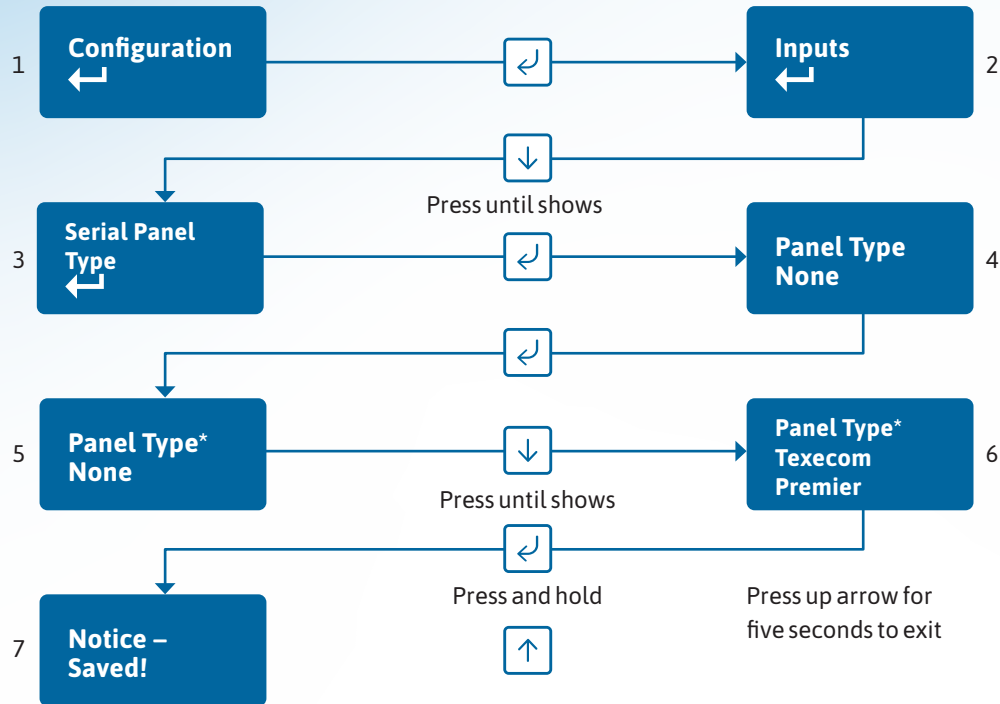 1
Configuration
Inputs
2
Press until shows
3
Serial Panel
Type
Panel Type
None
4
5
Panel Type*
None
Press until shows
Panel Type*
Texecom
Premier
6
Press and hold
Press up arrow for
five seconds to exit
7
Notice –
Saved!